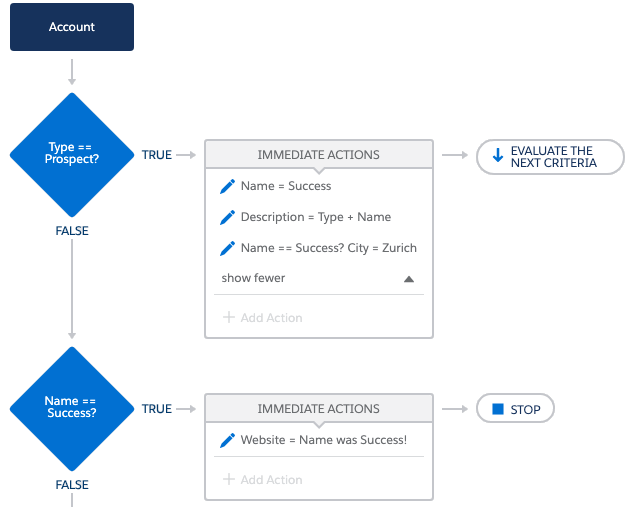 Account
Type ==
Prospect?
TRUE
IMMEDIATE ACTIONS
EVALUATE THE
NEXT CRITERIA
Name = Success
Description = Type + Name
Name == Success? City = Zurich
show fewer
Add Action
FALSE
Name ==
Success?
TRUE
IMMEDIATE ACTIONS
STOP
Website = Name was Success!
Add Action
FALSE